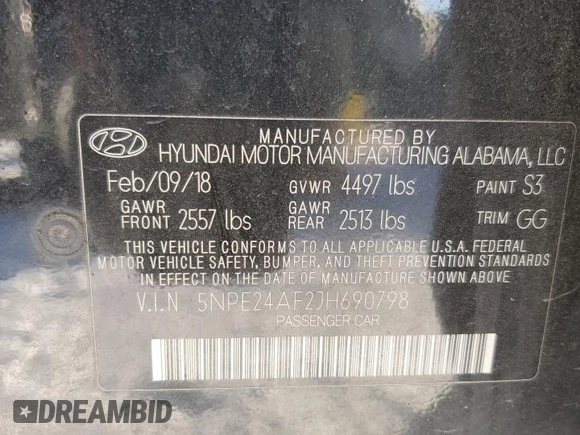 MANUFACTURED BY
HYUNDAI MOTOR MANUFACTURING ALABAMA, LLC
Feb/09/18 GVWR 4497 lbs PAINT S3
GAWR FRONT 2557 lbs GAWR REAR 2513 lbs TRIM GG
THIS VEHICLE CONFORMS TO ALL APPLICABLE U.S.A. FEDERAL
MOTOR VEHICLE SAFETY, BUMPER, AND THEFT PREVENTION STANDARDS
IN EFFECT ON THE DATE OF MANUFACTURE SHOWN ABOVE.
V.I.N 5NPE24AF2JH690798
PASSENGER CAR
DREAMBID